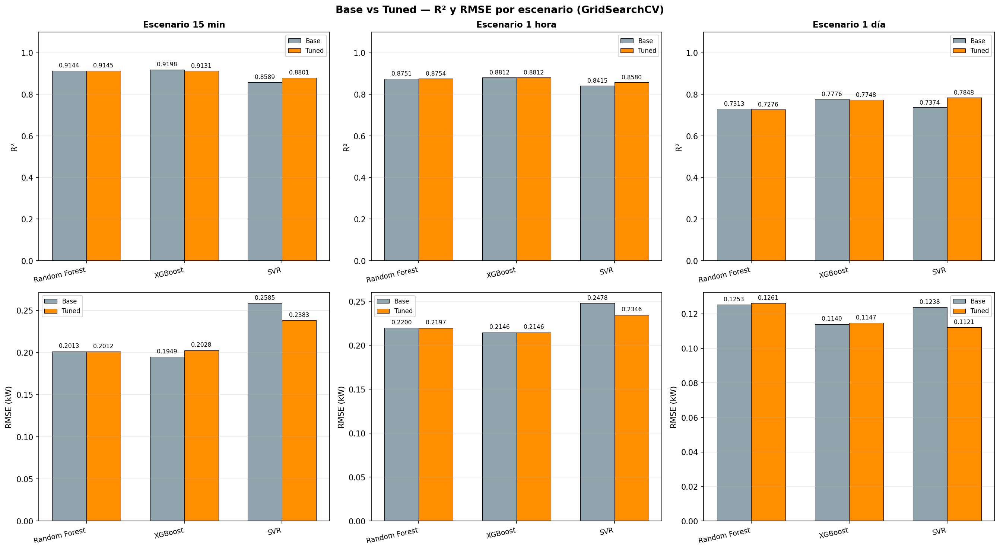 Base vs Tuned — R² y RMSE por escenario (GridSearchCV)
Escenario 15 min
Base
Tuned
R²
1.0
0.8
0.6
0.4
0.2
0.0
0.9144
0.9145
0.9198
0.9131
0.8589
0.8801
Random Forest
XGBoost
SVR
Escenario 1 hora
Base
Tuned
R²
1.0
0.8
0.6
0.4
0.2
0.0
0.8751
0.8754
0.8812
0.8812
0.8415
0.8580
Random Forest
XGBoost
SVR
Escenario 1 día
Base
Tuned
R²
1.0
0.8
0.6
0.4
0.2
0.0
0.7313
0.7276
0.7776
0.7748
0.7374
0.7848
Random Forest
XGBoost
SVR
Base
Tuned
RMSE (kW)
0.25
0.20
0.15
0.10
0.05
0.00
0.2013
0.2012
0.1949
0.2028
0.2585
0.2383
Random Forest
XGBoost
SVR
Base
Tuned
RMSE (kW)
0.25
0.20
0.15
0.10
0.05
0.00
0.2200
0.2197
0.2146
0.2146
0.2478
0.2346
Random Forest
XGBoost
SVR
Base
Tuned
RMSE (kW)
0.12
0.10
0.08
0.06
0.04
0.02
0.00
0.1253
0.1261
0.1140
0.1147
0.1238
0.1121
Random Forest
XGBoost
SVR